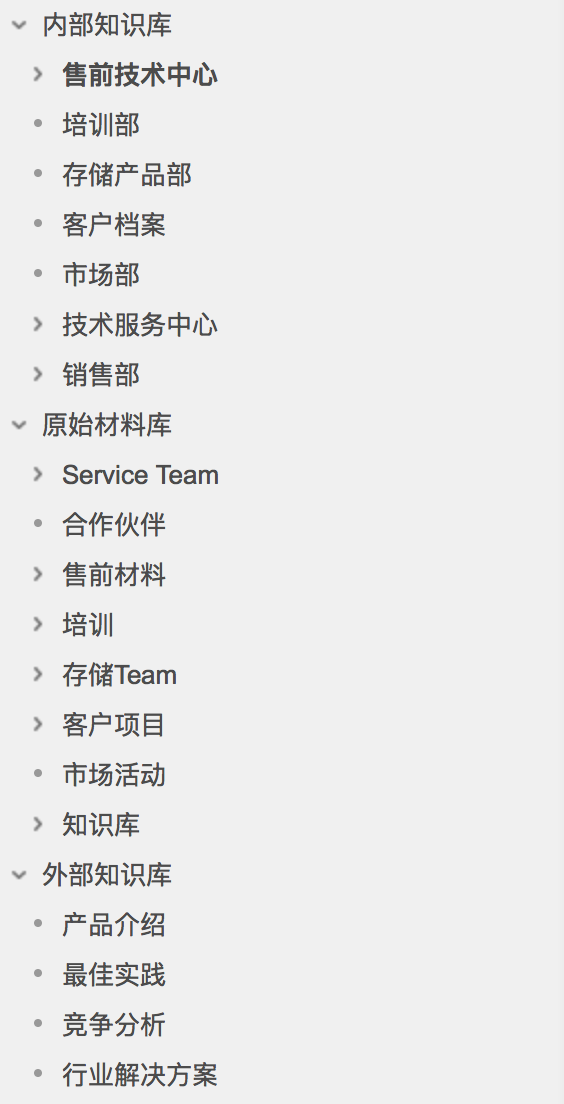 内部知识库
售前技术中心
培训部
存储产品部
客户档案
市场部
技术服务中心
销售部
原始材料库
Service Team
合作伙伴
售前材料
培训
存储Team
客户项目
市场活动
知识库
外部知识库
产品介绍
最佳实践
竞争分析
行业解决方案